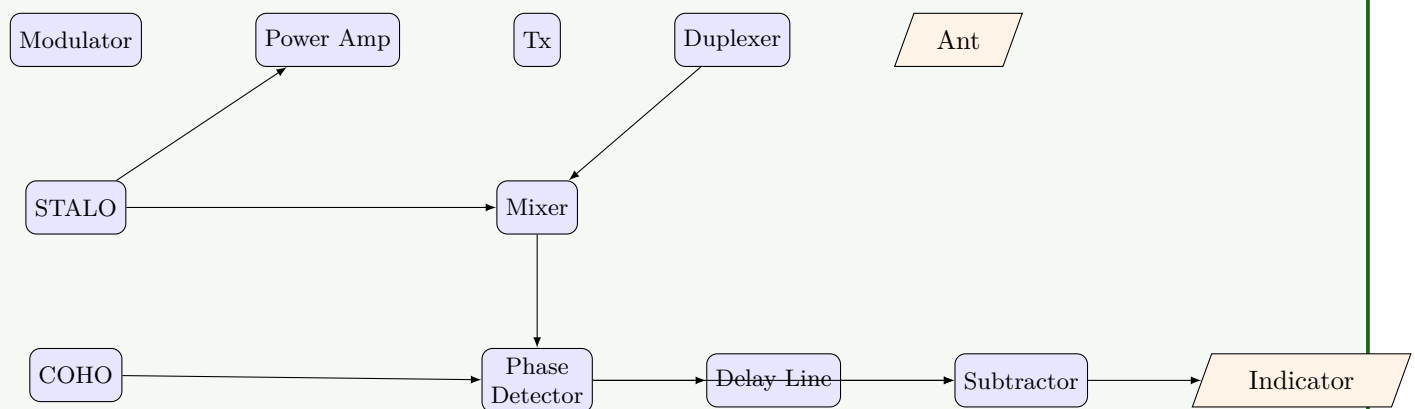 Modulator
Power Amp
Tx
Duplexer
Ant
STALO
Mixer
COHO
Phase
Detector
Delay Line
Subtractor
Indicator